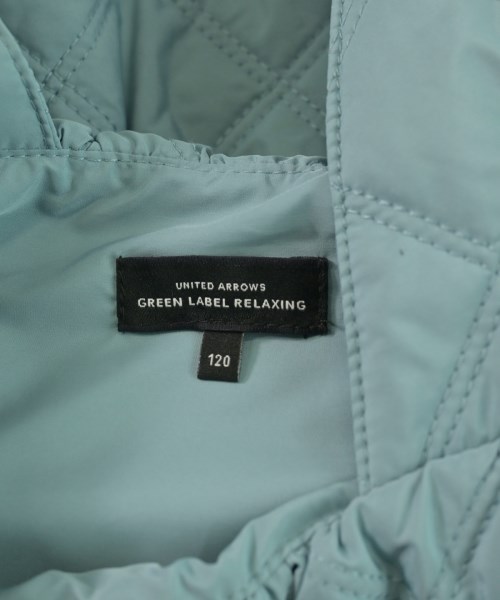 UNITED ARROWS
GREEN LABEL RELAXING
120